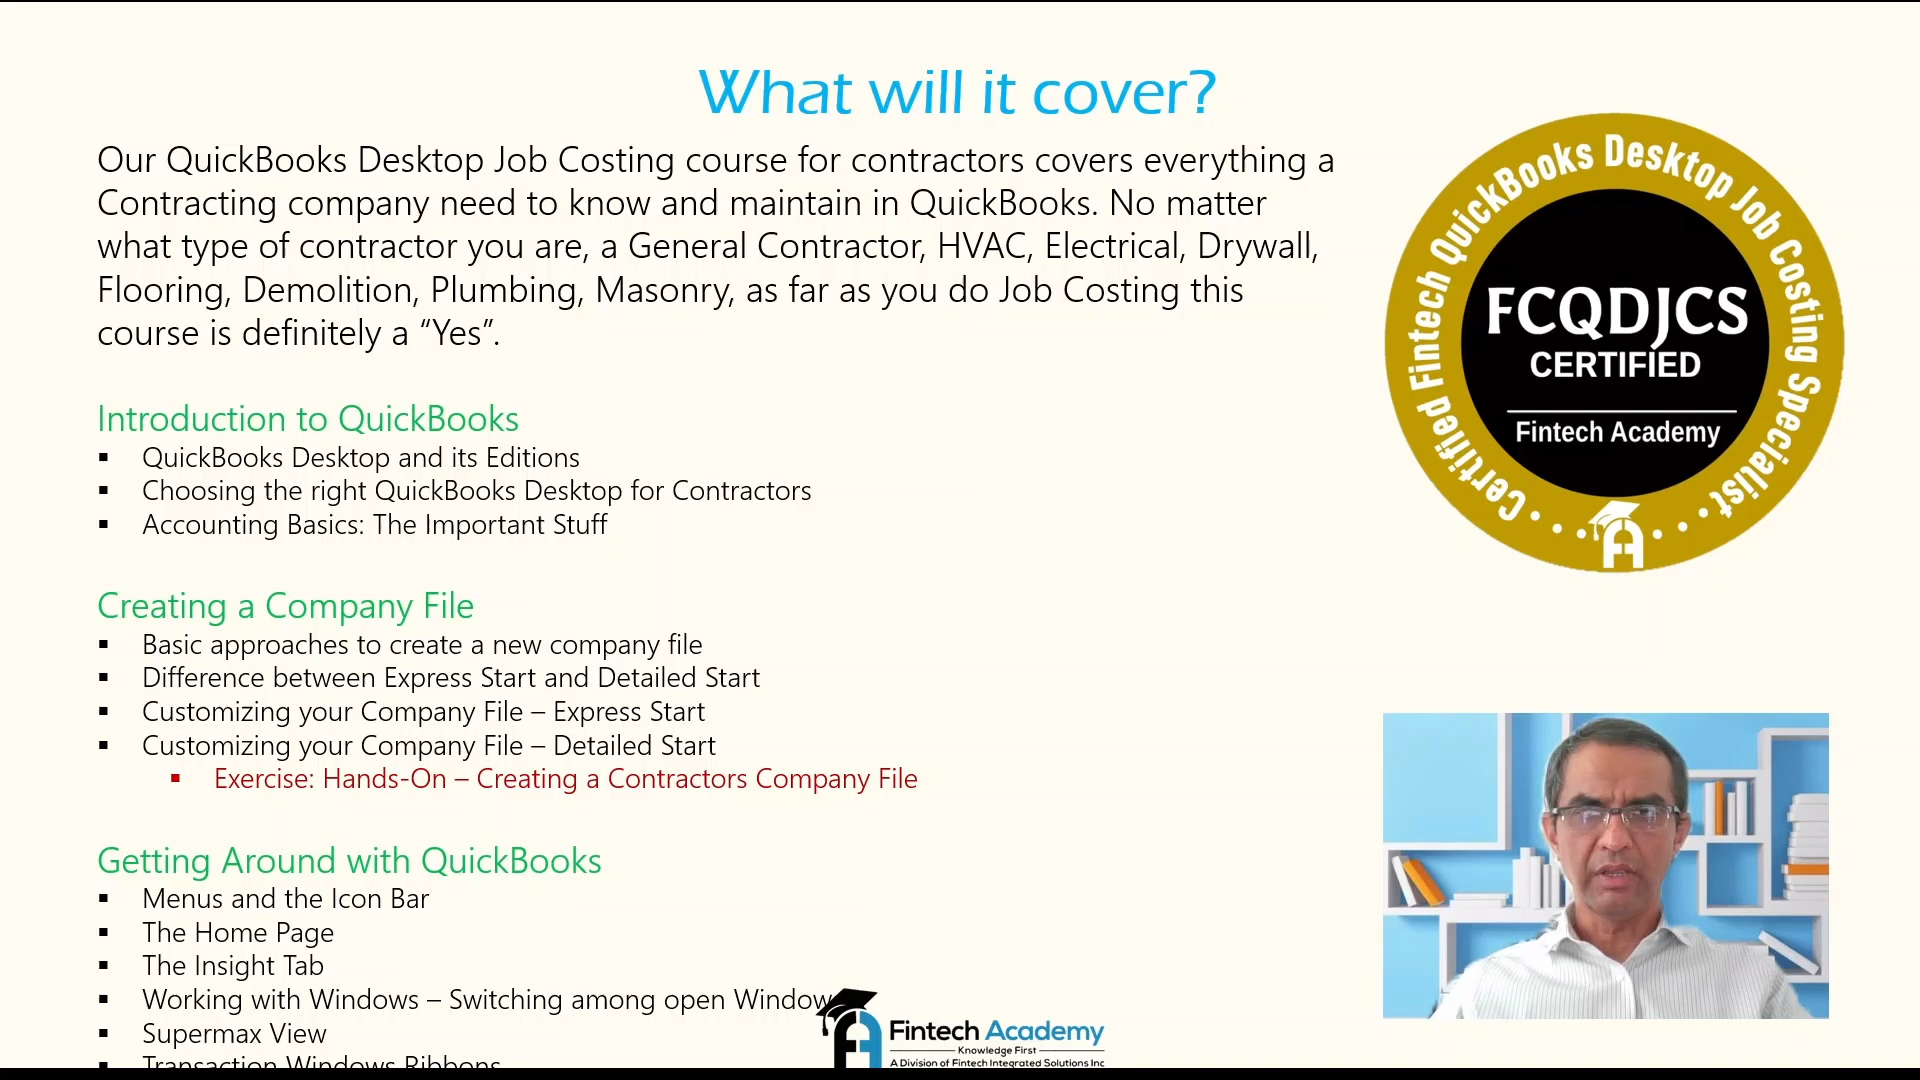 What will it cover?
Our QuickBooks Desktop Job Costing course for contractors covers everything a
Contracting company need to know and maintain in QuickBooks. No matter
what type of contractor you are, a General Contractor, HVAC, Electrical, Drywall,
Flooring, Demolition, Plumbing, Masonry, as far as you do Job Costing this
course is definitely a “Yes”.
Introduction to QuickBooks
▪ QuickBooks Desktop and its Editions
▪ Choosing the right QuickBooks Desktop for Contractors
▪ Accounting Basics: The Important Stuff
Creating a Company File
▪ Basic approaches to create a new company file
▪ Difference between Express Start and Detailed Start
▪ Customizing your Company File – Express Start
▪ Customizing your Company File – Detailed Start
▪ Exercise: Hands-On – Creating a Contractors Company File
Getting Around with QuickBooks
▪ Menus and the Icon Bar
▪ The Home Page
▪ The Insight Tab
▪ Working with Windows – Switching among open Window
▪ Supermax View
▪ Transaction Windows Ribbons
Certified Fintech QuickBooks Desktop Job Costing Specialist
FCQDJCS
CERTIFIED
Fintech Academy
Fintech Academy
Knowledge First
A Division of Fintech Integrated Solutions Inc